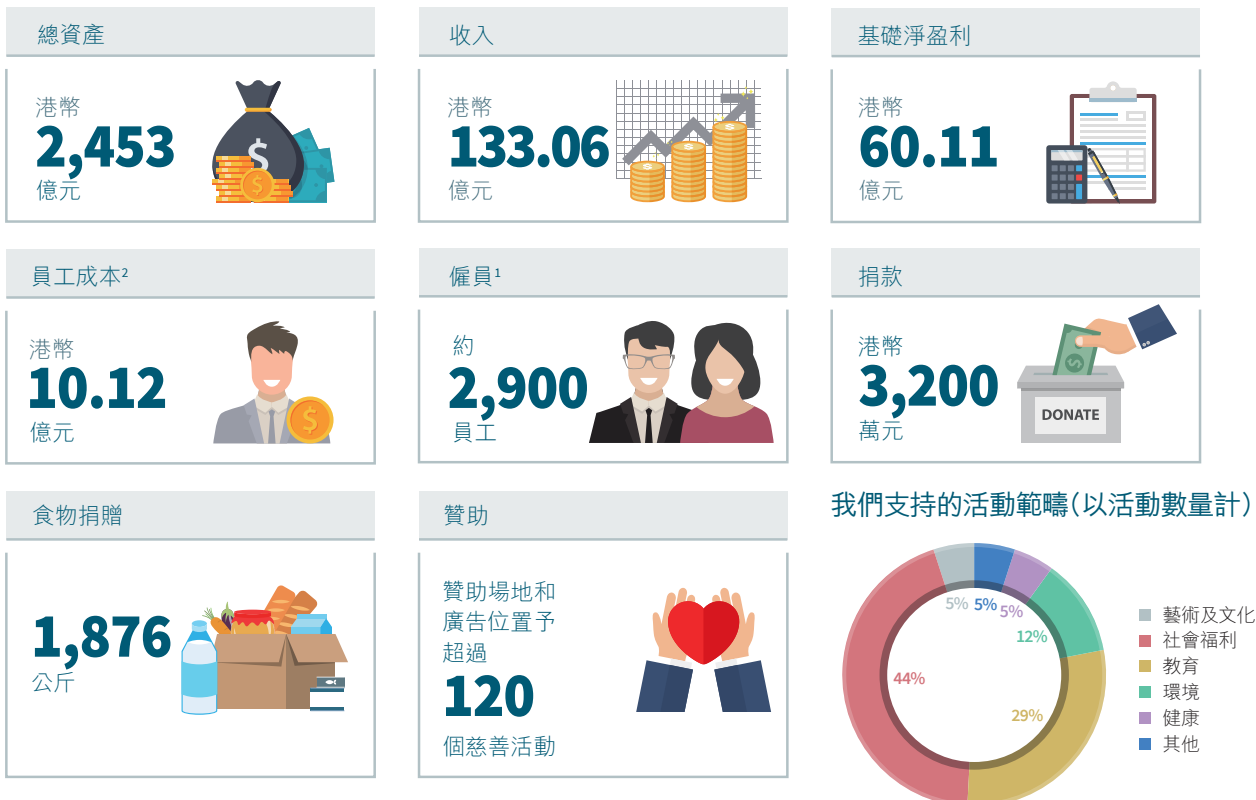 總資產
港幣
2,453
億元
收入
港幣
133.06
億元
基礎淨盈利
港幣
60.11
億元
員工成本²
港幣
10.12
億元
僱員¹
約
2,900
員工
捐款
港幣
3,200
萬元
DONATE
食物捐贈
1,876
公斤
贊助
贊助場地和
廣告位置予
超過
120
個慈善活動
我們支持的活動範疇（以活動數量計）
5%
5%
5%
12%
44%
29%
藝術及文化
社會福利
教育
環境
健康
其他